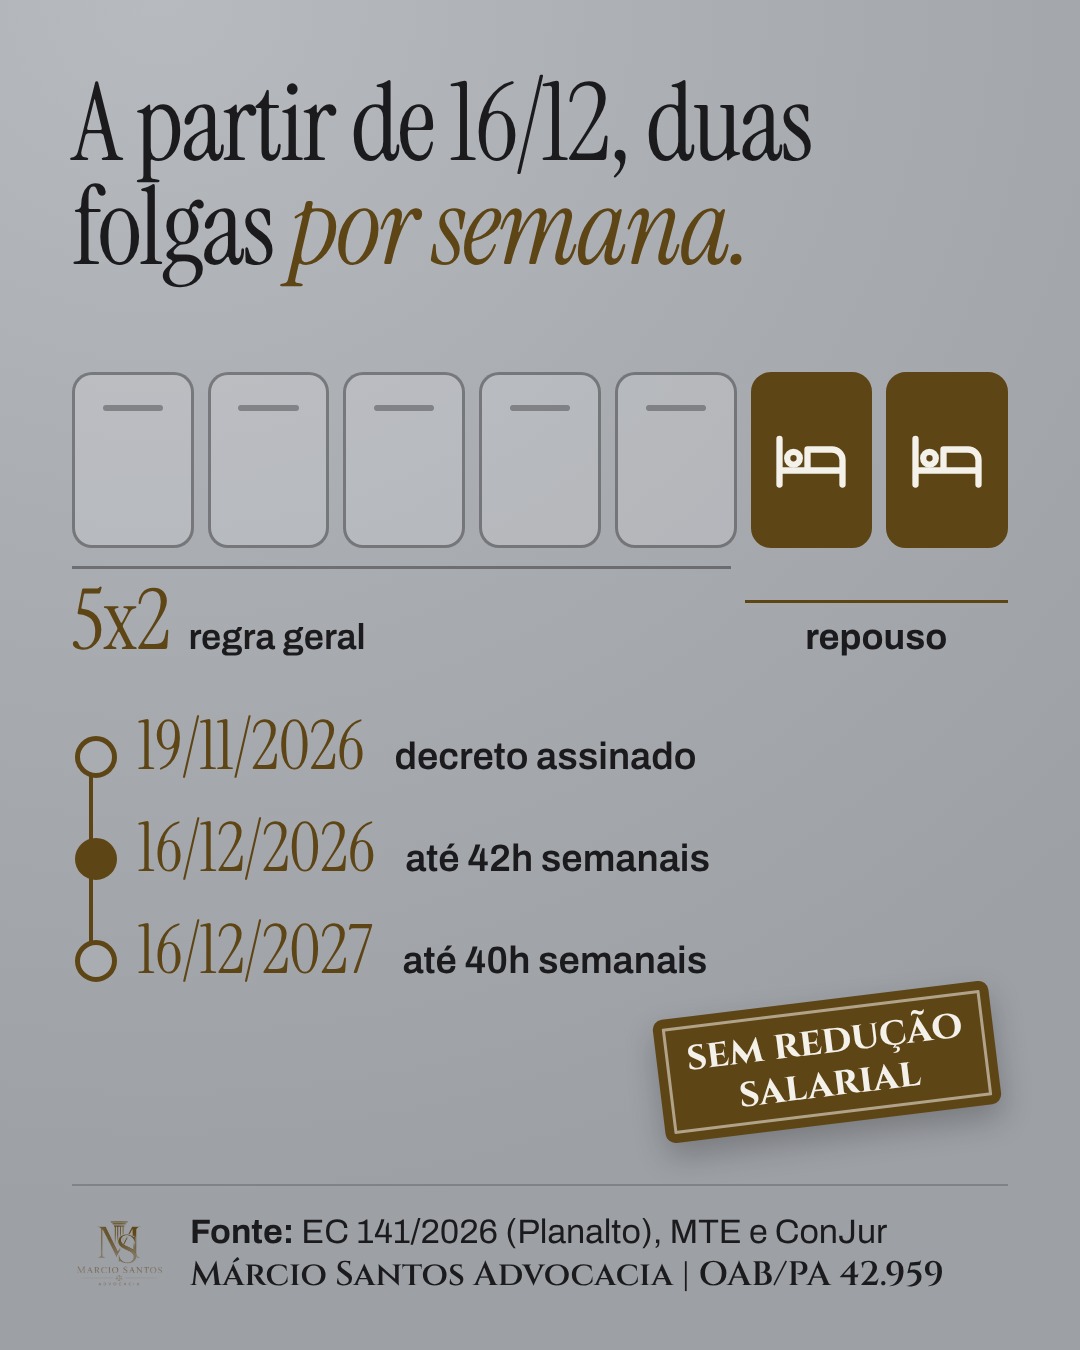 A partir de 16/12, duas
folgas por semana.
5x2 regra geral
repouso
19/11/2026 decreto assinado
16/12/2026 até 42h semanais
16/12/2027 até 40h semanais
SEM REDUÇÃO
SALARIAL
Fonte: EC 141/2026 (Planalto), MTE e ConJur
MÁRCIO SANTOS ADVOCACIA | OAB/PA 42.959
MS
MARCIO SANTOS
ADVOCACIA